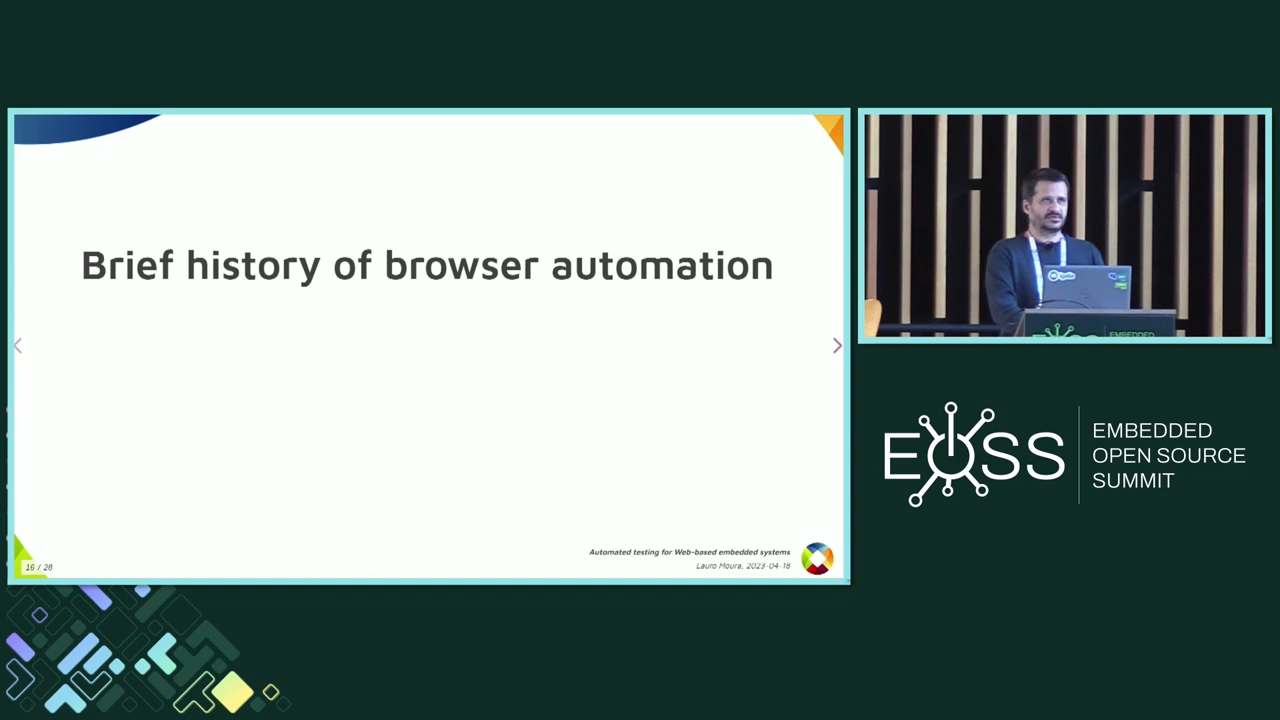 Brief history of browser automation
Automated testing for Web-based embedded systems
Lauro Moura, 2023-04-18
16 / 28
EOSS
EMBEDDED
OPEN SOURCE
SUMMIT
EMBEDDED